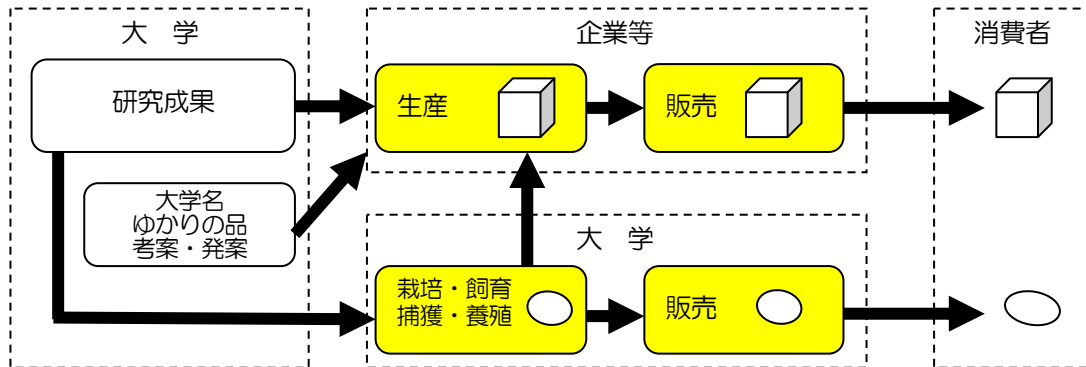 大　学
企業等
消費者
研究成果
生産
販売
大学名
ゆかりの品
考案・発案
大　学
栽培・飼育
捕獲・養殖
販売